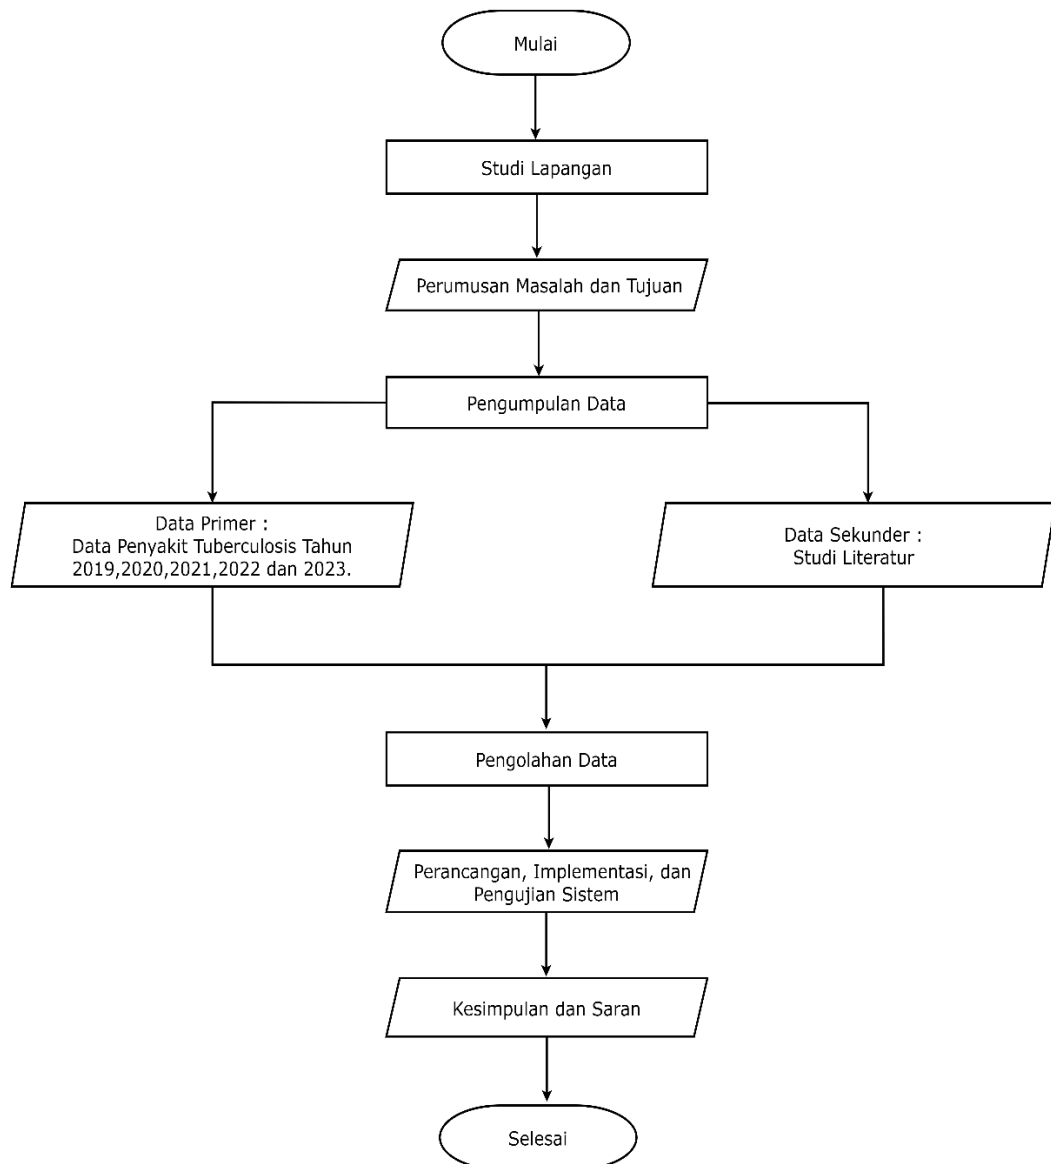 Mulai
Studi Lapangan
Perumusan Masalah dan Tujuan
Pengumpulan Data
Data Primer :
Data Penyakit Tuberculosis Tahun
2019,2020,2021,2022 dan 2023.
Data Sekunder :
Studi Literatur
Pengolahan Data
Perancangan, Implementasi, dan
Pengujian Sistem
Kesimpulan dan Saran
Selesai